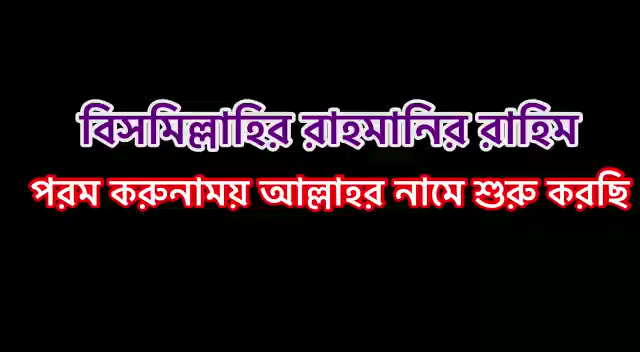 বিসমিল্লাহির রাহমানির রাহিম
পরম করুনাময় আল্লাহর নামে শুরু করছি